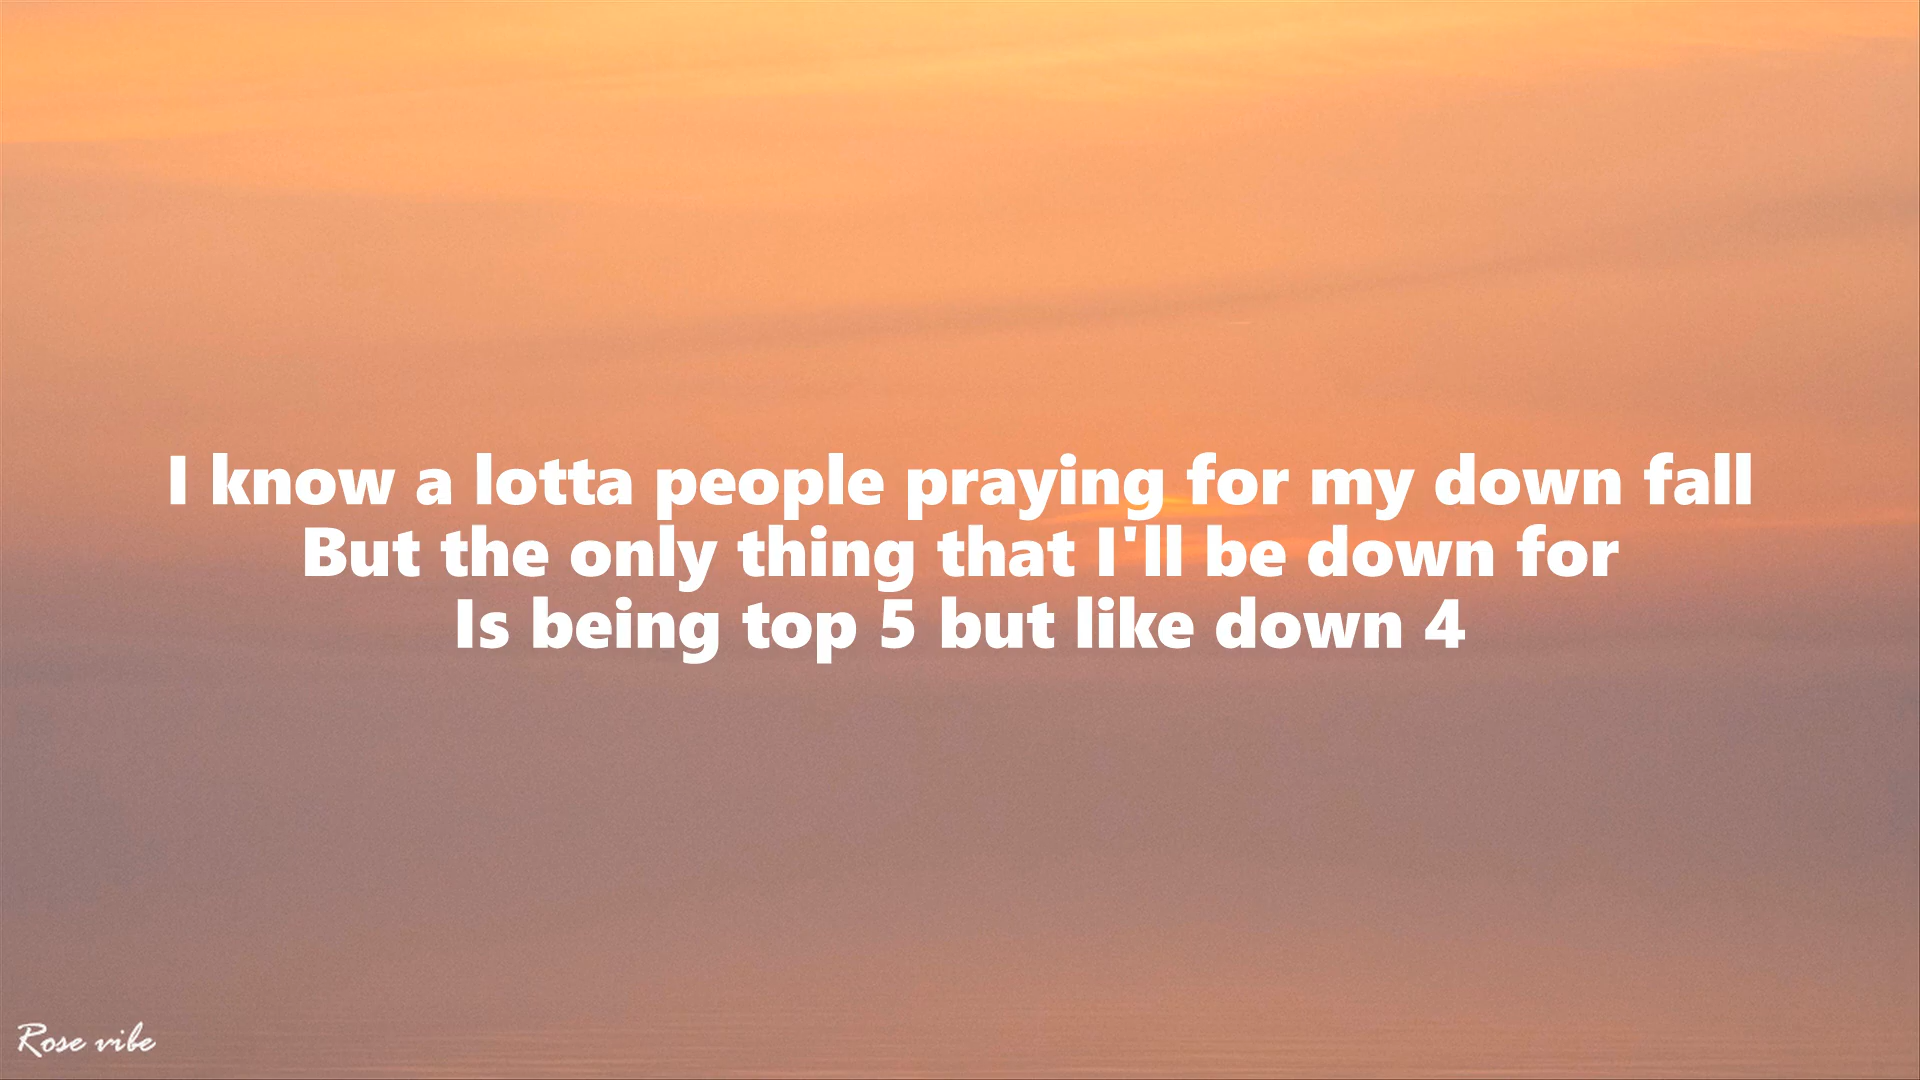 I know a lotta people praying for my down fall
But the only thing that I'll be down for
Is being top 5 but like down 4
Rose vibe